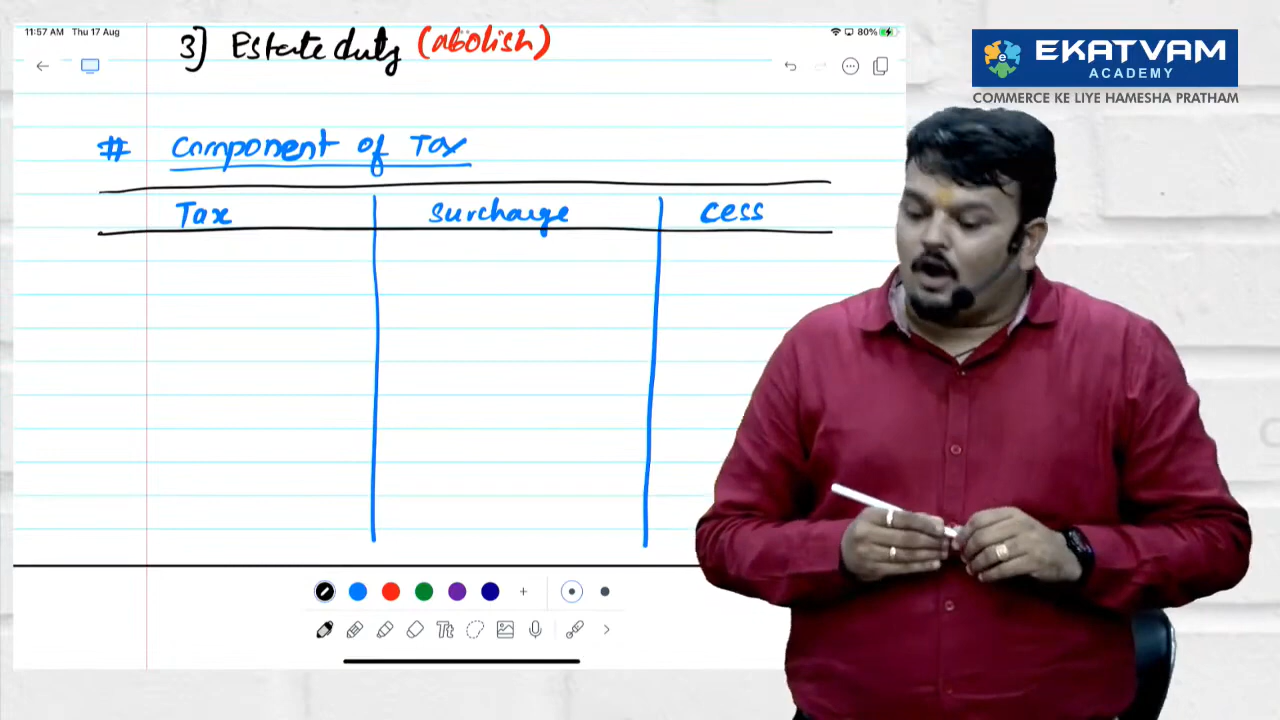 11:57 AM Thu 17 Aug
80%
3] Estate duty (abolish)
# Component of Tax
Tax Surcharge Cess
Tt
e EKATVAM
ACADEMY
COMMERCE KE LIYE HAMESHA PRATHAM